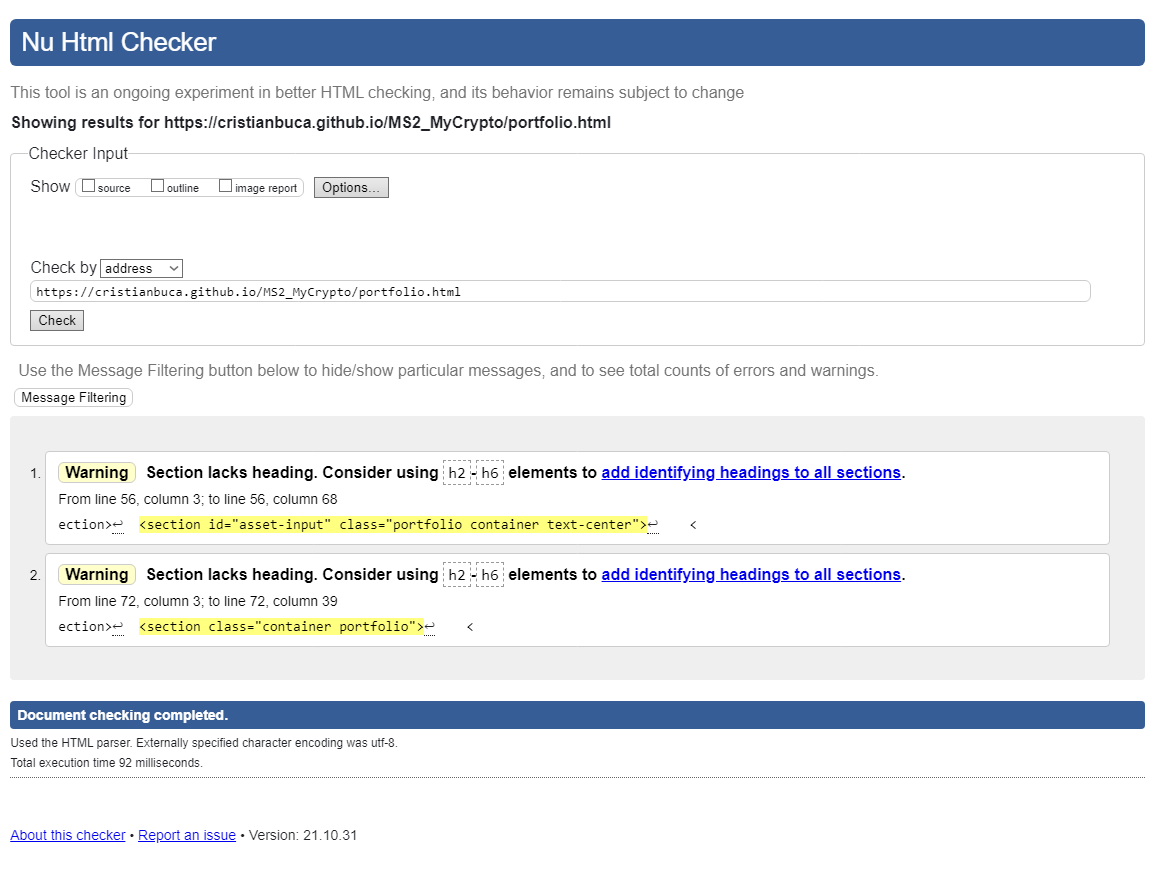 Nu Html Checker
This tool is an ongoing experiment in better HTML checking, and its behavior remains subject to change
Showing results for https://cristianbuca.github.io/MS2_MyCrypto/portfolio.html
Checker Input
Show source outline image report Options...
Check by address
https://cristianbuca.github.io/MS2_MyCrypto/portfolio.html
Check
Use the Message Filtering button below to hide/show particular messages, and to see total counts of errors and warnings.
Message Filtering
1. Warning Section lacks heading. Consider using h2-h6 elements to add identifying headings to all sections.
From line 56, column 3; to line 56, column 68
ection>↩ <section id="asset-input" class="portfolio container text-center">↩ <
2. Warning Section lacks heading. Consider using h2-h6 elements to add identifying headings to all sections.
From line 72, column 3; to line 72, column 39
ection>↩ <section class="container portfolio">↩ <
Document checking completed.
Used the HTML parser. Externally specified character encoding was utf-8.
Total execution time 92 milliseconds.
About this checker • Report an issue • Version: 21.10.31